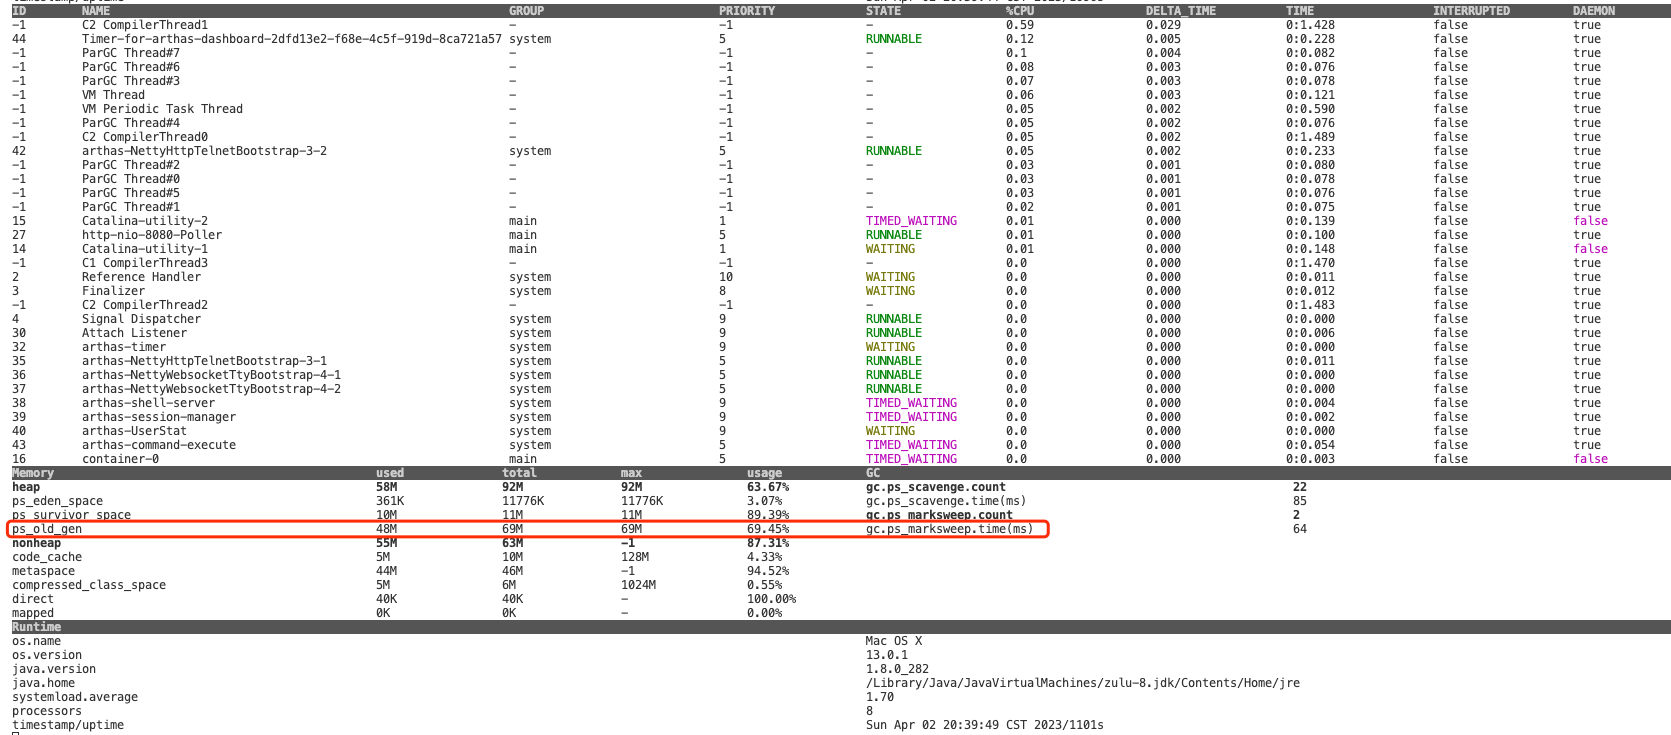 ID NAME GROUP PRIORITY STATE %CPU DELTA_TIME TIME INTERRUPTED DAEMON
-1 C2 CompilerThread1 - -1 - 0.59 0.029 0:1.428 false true
44 Timer-for-arthas-dashboard-2dfd13e2-f68e-4c5f-919d-8ca721a57 system 5 RUNNABLE 0.12 0.005 0:0.228 false true
-1 ParGC Thread#7 - -1 - 0.1 0.004 0:0.082 false true
-1 ParGC Thread#6 - -1 - 0.08 0.003 0:0.076 false true
-1 ParGC Thread#3 - -1 - 0.07 0.003 0:0.078 false true
-1 VM Thread - -1 - 0.06 0.003 0:0.121 false true
-1 VM Periodic Task Thread - -1 - 0.05 0.002 0:0.590 false true
-1 ParGC Thread#4 - -1 - 0.05 0.002 0:0.076 false true
-1 C2 CompilerThread0 - -1 - 0.05 0.002 0:1.489 false true
42 arthas-NettyHttpTelnetBootstrap-3-2 system 5 RUNNABLE 0.05 0.002 0:0.233 false true
-1 ParGC Thread#2 - -1 - 0.03 0.001 0:0.080 false true
-1 ParGC Thread#0 - -1 - 0.03 0.001 0:0.078 false true
-1 ParGC Thread#5 - -1 - 0.03 0.001 0:0.076 false true
-1 ParGC Thread#1 - -1 - 0.02 0.001 0:0.075 false true
15 Catalina-utility-2 main 1 TIMED_WAITING 0.01 0.000 0:0.139 false false
27 http-nio-8080-Poller main 5 RUNNABLE 0.01 0.000 0:0.100 false true
14 Catalina-utility-1 main 1 WAITING 0.01 0.000 0:0.148 false false
-1 C1 CompilerThread3 - -1 - 0.0 0.000 0:1.470 false true
2 Reference Handler system 10 WAITING 0.0 0.000 0:0.011 false true
3 Finalizer system 8 WAITING 0.0 0.000 0:0.012 false true
-1 C2 CompilerThread2 - -1 - 0.0 0.000 0:1.483 false true
4 Signal Dispatcher system 9 RUNNABLE 0.0 0.000 0:0.000 false true
30 Attach Listener system 9 RUNNABLE 0.0 0.000 0:0.006 false true
32 arthas-timer system 9 WAITING 0.0 0.000 0:0.000 false true
35 arthas-NettyHttpTelnetBootstrap-3-1 system 5 RUNNABLE 0.0 0.000 0:0.011 false true
36 arthas-NettyWebsocketTtyBootstrap-4-1 system 5 RUNNABLE 0.0 0.000 0:0.000 false true
37 arthas-NettyWebsocketTtyBootstrap-4-2 system 5 RUNNABLE 0.0 0.000 0:0.000 false true
38 arthas-shell-server system 9 TIMED_WAITING 0.0 0.000 0:0.004 false true
39 arthas-session-manager system 9 TIMED_WAITING 0.0 0.000 0:0.002 false true
40 arthas-UserStat system 9 WAITING 0.0 0.000 0:0.000 false true
43 arthas-command-execute system 5 TIMED_WAITING 0.0 0.000 0:0.054 false true
16 container-0 main 5 TIMED_WAITING 0.0 0.000 0:0.003 false false
Memory used total max usage GC
heap 58M 92M 92M 63.67% gc.ps_scavenge.count 22
ps_eden_space 361K 11776K 11776K 3.07% gc.ps_scavenge.time(ms) 85
ps_survivor_space 10M 11M 11M 89.39% gc.ps_marksweep.count 2
ps_old_gen 48M 69M 69M 69.45% gc.ps_marksweep.time(ms) 64
nonheap 55M 63M -1 87.31%
code_cache 5M 10M 128M 4.33%
metaspace 44M 46M -1 94.52%
compressed_class_space 5M 6M 1024M 0.55%
direct 40K 40K - 100.00%
mapped 0K 0K - 0.00%
Runtime
os.name Mac OS X
os.version 13.0.1
java.version 1.8.0_282
java.home /Library/Java/JavaVirtualMachines/zulu-8.jdk/Contents/Home/jre
systemload.average 1.70
processors 8
timestamp/uptime Sun Apr 02 20:39:49 CST 2023/1101s